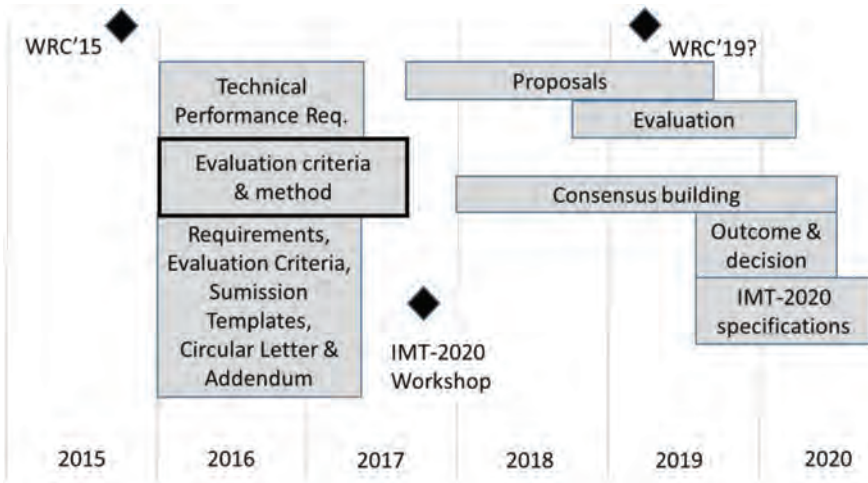 WRC'15
WRC'19?
Technical
Performance Req.
Proposals
Evaluation
Evaluation criteria
& method
Consensus building
Requirements,
Evaluation Criteria,
Sumission
Templates,
Circular Letter &
Addendum
Outcome &
decision
IMT-2020
specifications
IMT-2020
Workshop
2015
2016
2017
2018
2019
2020